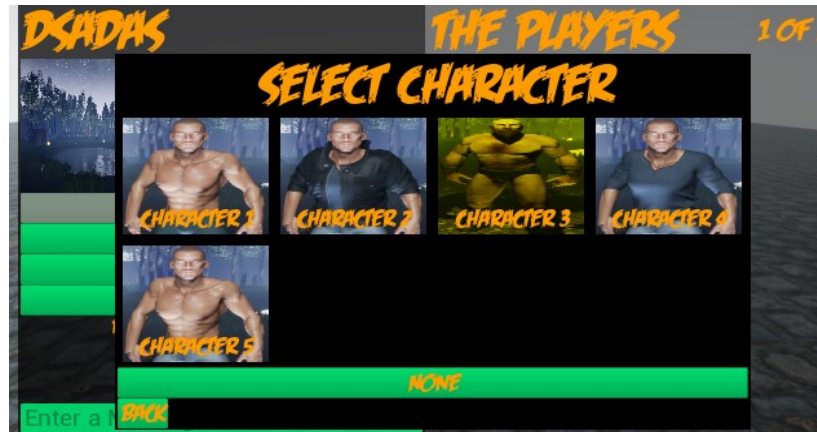 DSADAS
THE PLAYERS
1 OF
SELECT CHARACTER
CHARACTER 1
CHARACTER 2
CHARACTER 3
CHARACTER 4
CHARACTER 5
NONE
BACK
Enter a